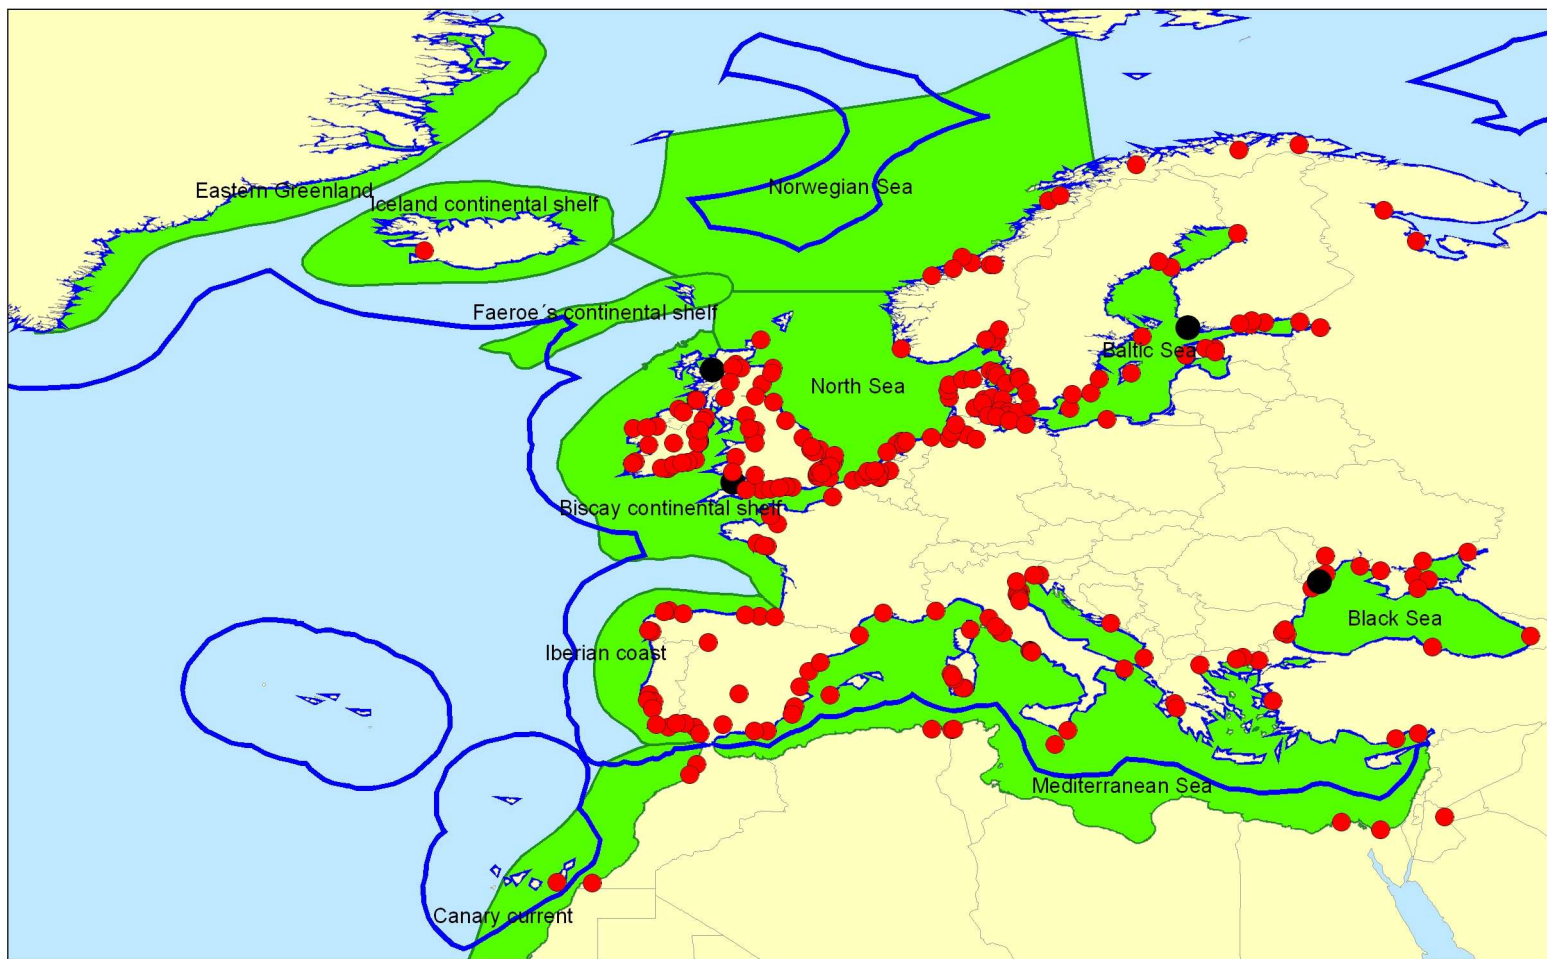 Norwegian Sea
Eastern Greenland
Iceland continental shelf
Faeroe´s continental shelf
Baltic Sea
North Sea
Biscay continental shelf
Black Sea
Iberian coast
Mediterranean Sea
Canary current